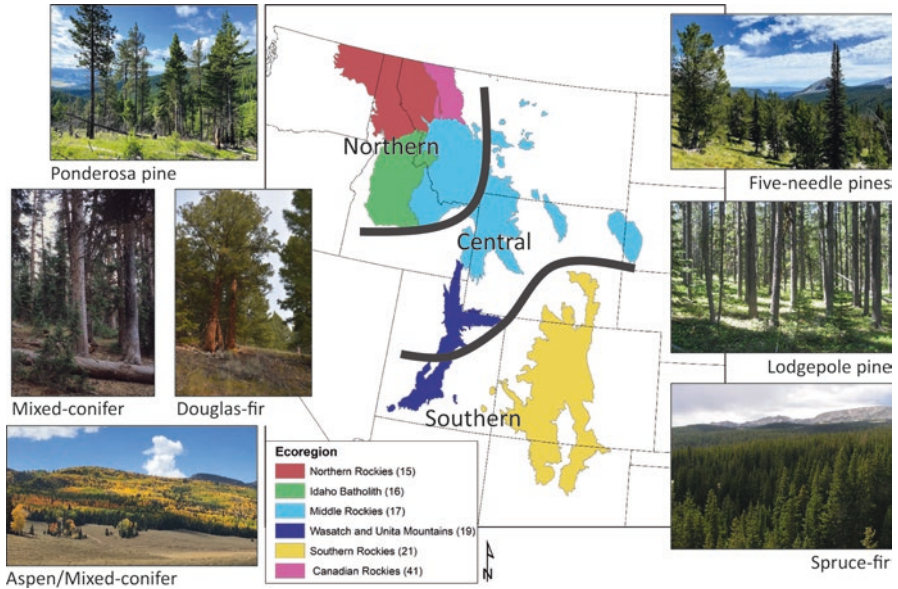 Ponderosa pine
Mixed-conifer
Douglas-fir
Aspen/Mixed-conifer
Northern
Central
Southern
Ecoregion
Northern Rockies (15)
Idaho Batholith (16)
Middle Rockies (17)
Wasatch and Unita Mountains (19)
Southern Rockies (21)
Canadian Rockies (41)
N
Five-needle pines
Lodgepole pine
Spruce-fir